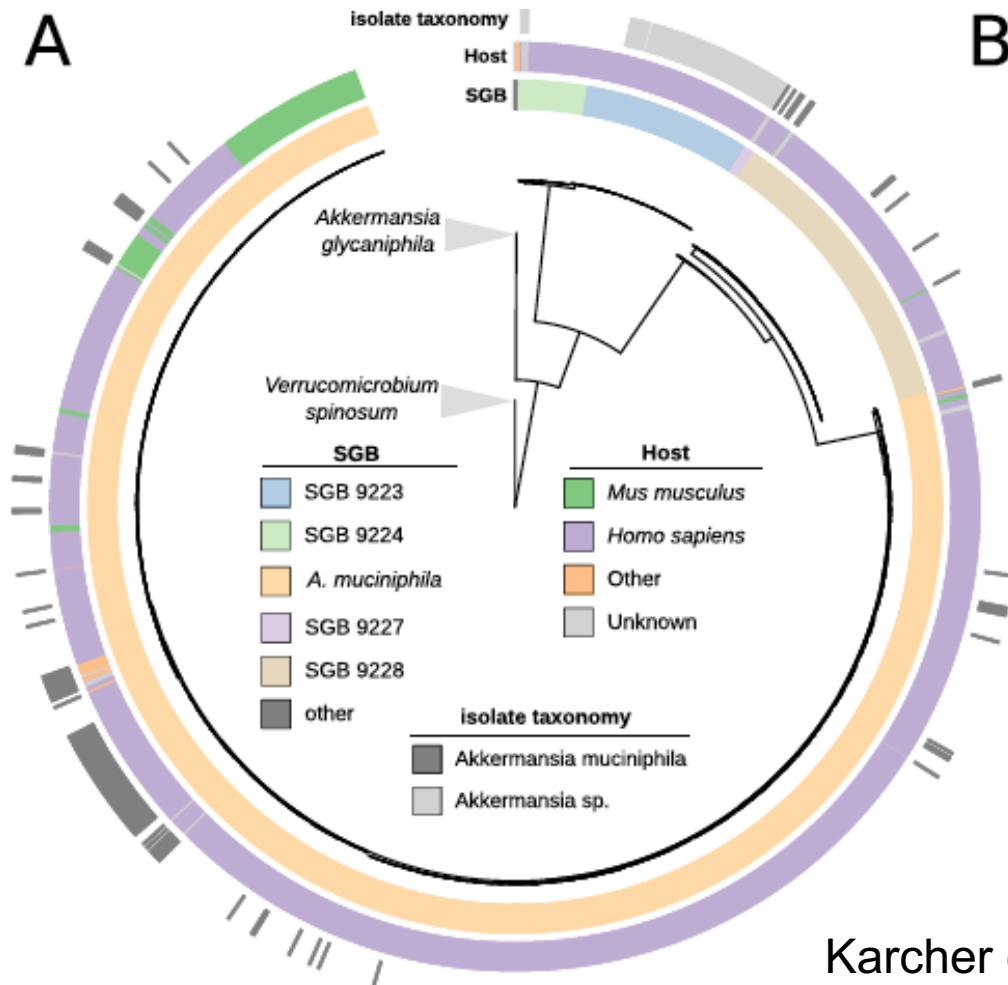 A
B
isolate taxonomy
Host
SGB
Akkermansia
glycaniphila
Verrucomicrobium
spinosum
SGB
SGB 9223
SGB 9224
A. muciniphila
SGB 9227
SGB 9228
other
Host
Mus musculus
Homo sapiens
Other
Unknown
isolate taxonomy
Akkermansia muciniphila
Akkermansia sp.
Karcher